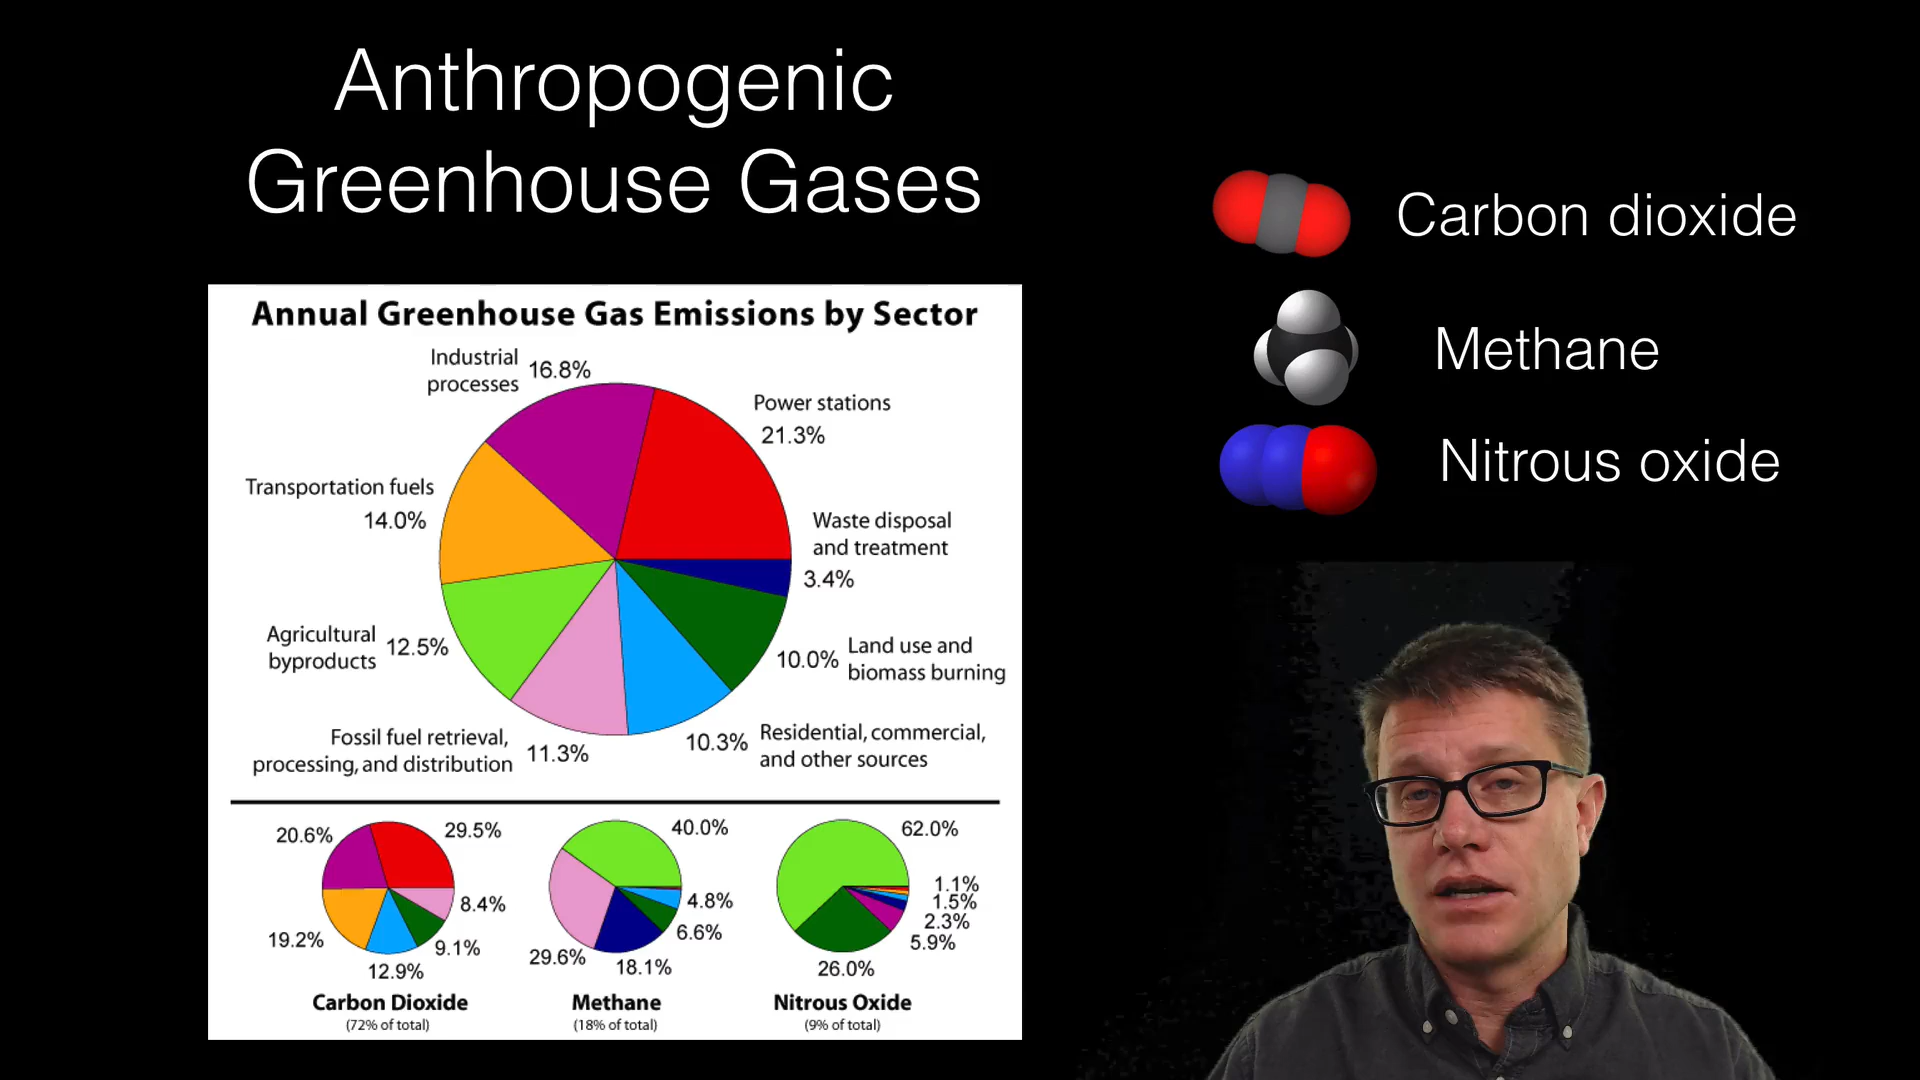 Anthropogenic
Greenhouse Gases
Carbon dioxide
Methane
Nitrous oxide
Annual Greenhouse Gas Emissions by Sector
Industrial
processes
16.8%
Power stations
21.3%
Transportation fuels
14.0%
Waste disposal
and treatment
3.4%
Agricultural
byproducts
12.5%
10.0%
Land use and
biomass burning
Fossil fuel retrieval,
processing, and distribution
11.3%
10.3%
Residential, commercial,
and other sources
20.6%
29.5%
8.4%
19.2%
9.1%
12.9%
Carbon Dioxide
(72% of total)
40.0%
4.8%
6.6%
29.6%
18.1%
Methane
(18% of total)
62.0%
1.1%
1.5%
2.3%
5.9%
26.0%
Nitrous Oxide
(9% of total)